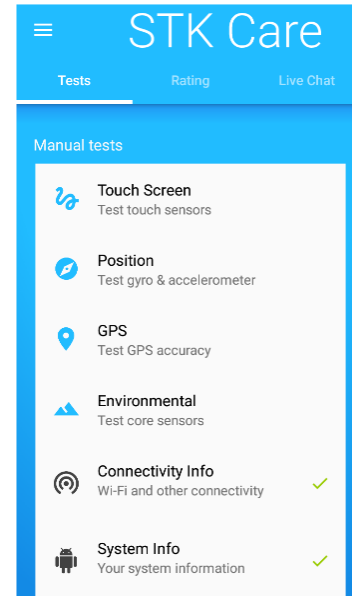 STK Care
Tests Rating Live Chat
Manual tests
Touch Screen
Test touch sensors
Position
Test gyro & accelerometer
GPS
Test GPS accuracy
Environmental
Test core sensors
Connectivity Info
Wi-Fi and other connectivity
System Info
Your system information